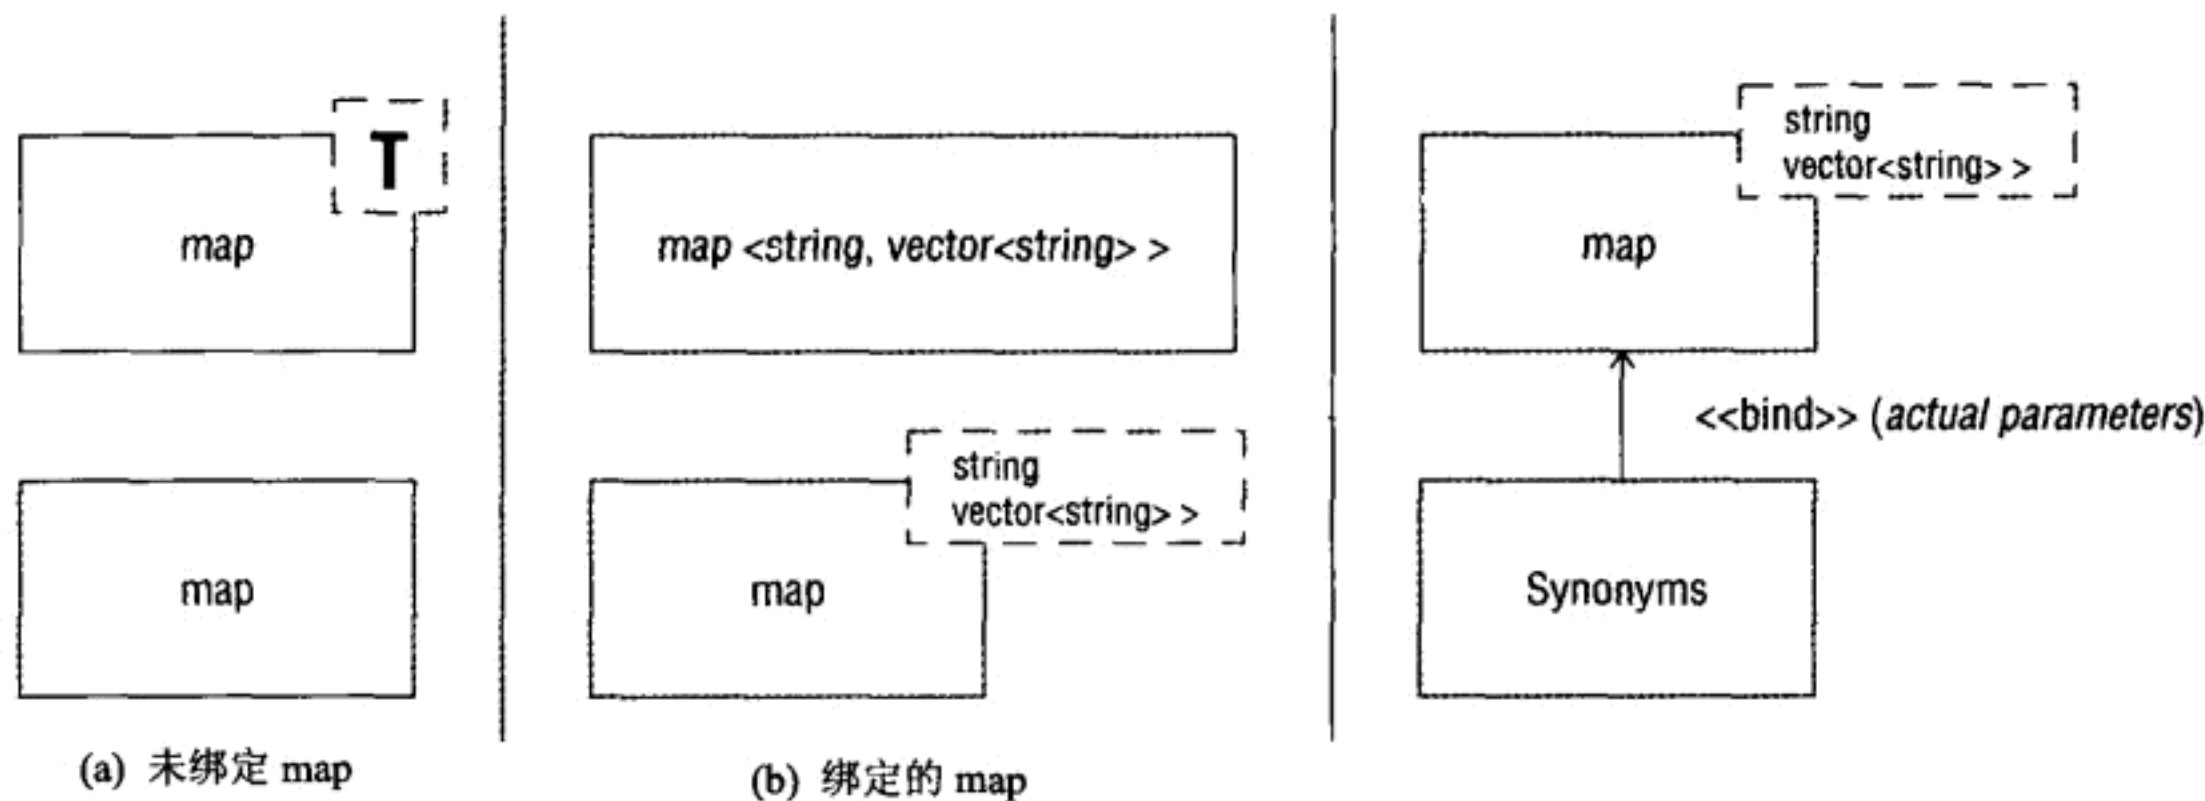 T
map
map
(a) 未绑定 map
map <string, vector<string> >
string
vector<string> >
map
(b) 绑定的 map
string
vector<string> >
map
<<bind>> (actual parameters)
Synonyms